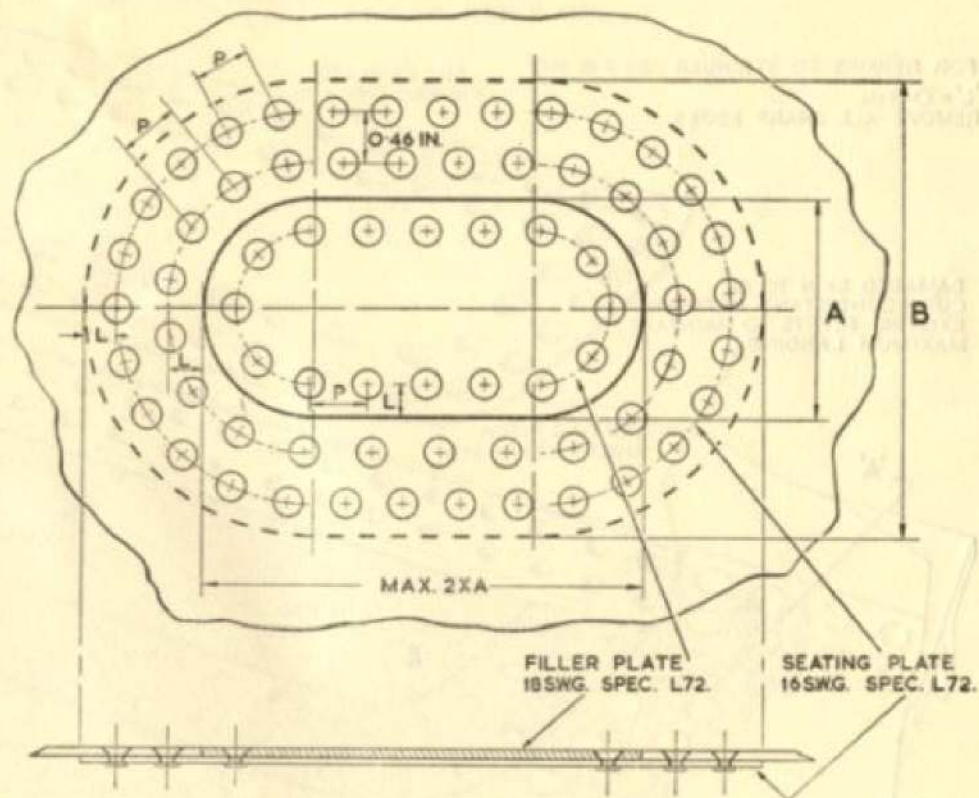 P
P
0·46 IN.
A
B
L
L
P
L
MAX. 2XA
FILLER PLATE
18SWG. SPEC. L72.
SEATING PLATE
16SWG. SPEC. L72.